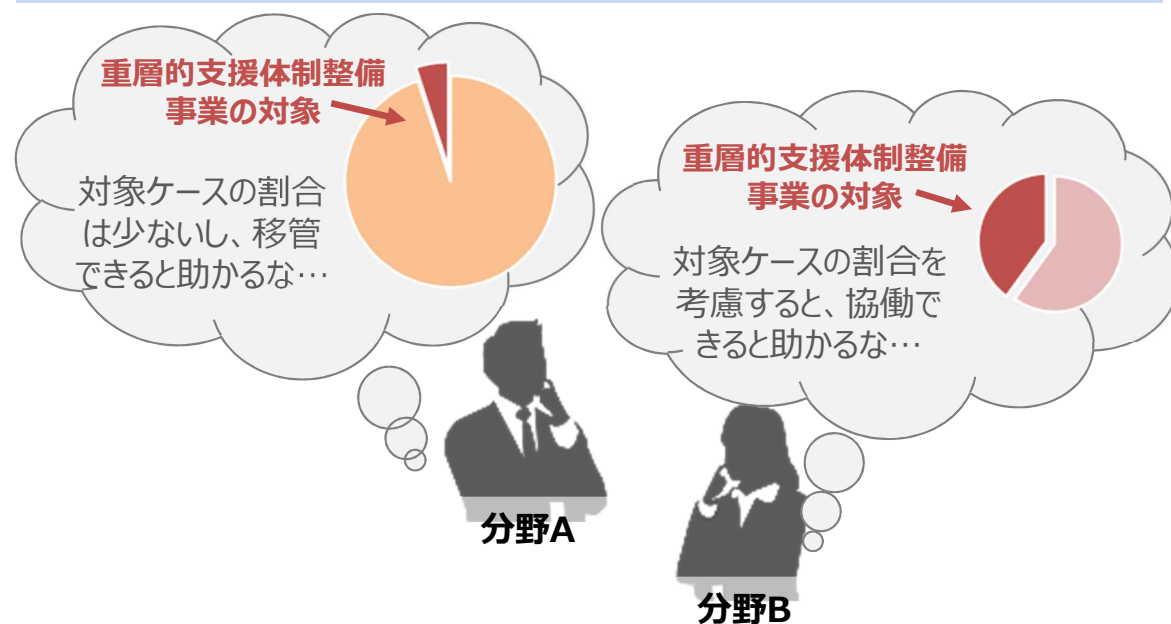 重層的支援体制整備
事業の対象
対象ケースの割合
は少ないし、移管
できると助かるな…
分野A
重層的支援体制整備
事業の対象
対象ケースの割合を
考慮すると、協働で
きると助かるな…
分野B